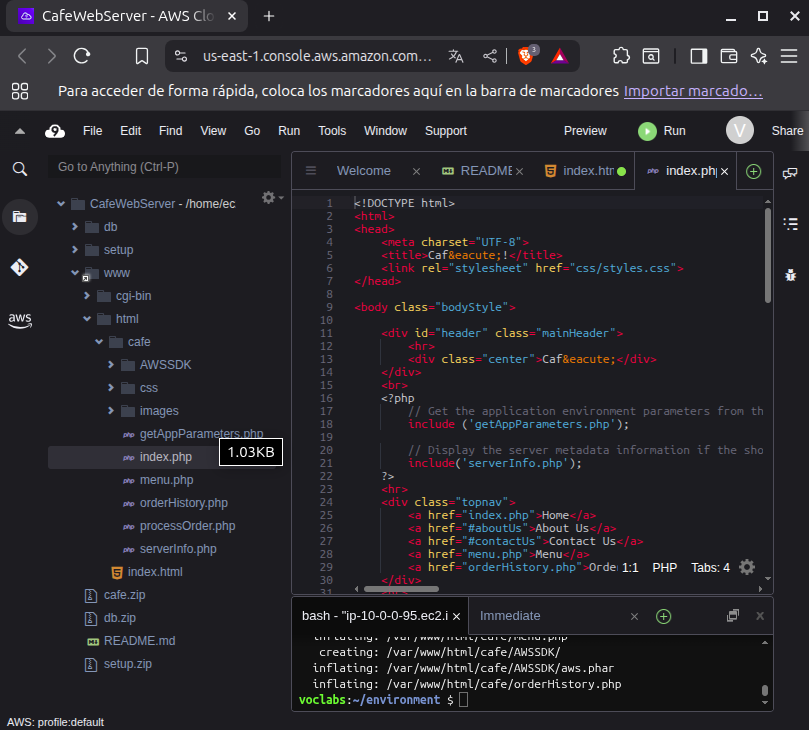 CafeWebServer - AWS Clo
us-east-1.console.aws.amazon.com…
3
Para acceder de forma rápida, coloca los marcadores aquí en la barra de marcadores Importar marcado…
9 File Edit Find View Go Run Tools Window Support Preview Run V Share
Go to Anything (Ctrl-P)
Welcome README index.htm index.php
CafeWebServer - /home/ec
db
setup
www
cgi-bin
html
cafe
AWSSDK
css
images
php getAppParameters.php
php index.php
1.03KB
php menu.php
php orderHistory.php
php processOrder.php
php serverInfo.php
index.html
cafe.zip
db.zip
README.md
setup.zip
aws
1 <!DOCTYPE html>
2 <html>
3 <head>
4 <meta charset="UTF-8">
5 <title>Caf&eacute;!</title>
6 <link rel="stylesheet" href="css/styles.css">
7 </head>
8
9 <body class="bodyStyle">
10
11 <div id="header" class="mainHeader">
12 <hr>
13 <div class="center">Caf&eacute;</div>
14 </div>
15 <br>
16 <?php
17 // Get the application environment parameters from th
18 include ('getAppParameters.php');
19
20 // Display the server metadata information if the sho
21 include('serverInfo.php');
22 ?>
23 <hr>
24 <div class="topnav">
25 <a href="index.php">Home</a>
26 <a href="#aboutUs">About Us</a>
27 <a href="#contactUs">Contact Us</a>
28 <a href="menu.php">Menu</a>
29 <a href="orderHistory.php">Orde
30 </div>
31
1:1 PHP Tabs: 4
bash - "ip-10-0-0-95.ec2.i Immediate
inflating: /var/www/html/cafe/menu.php
creating: /var/www/html/cafe/AWSSDK/
inflating: /var/www/html/cafe/AWSSDK/aws.phar
inflating: /var/www/html/cafe/orderHistory.php
voclabs:~/environment $
AWS: profile:default